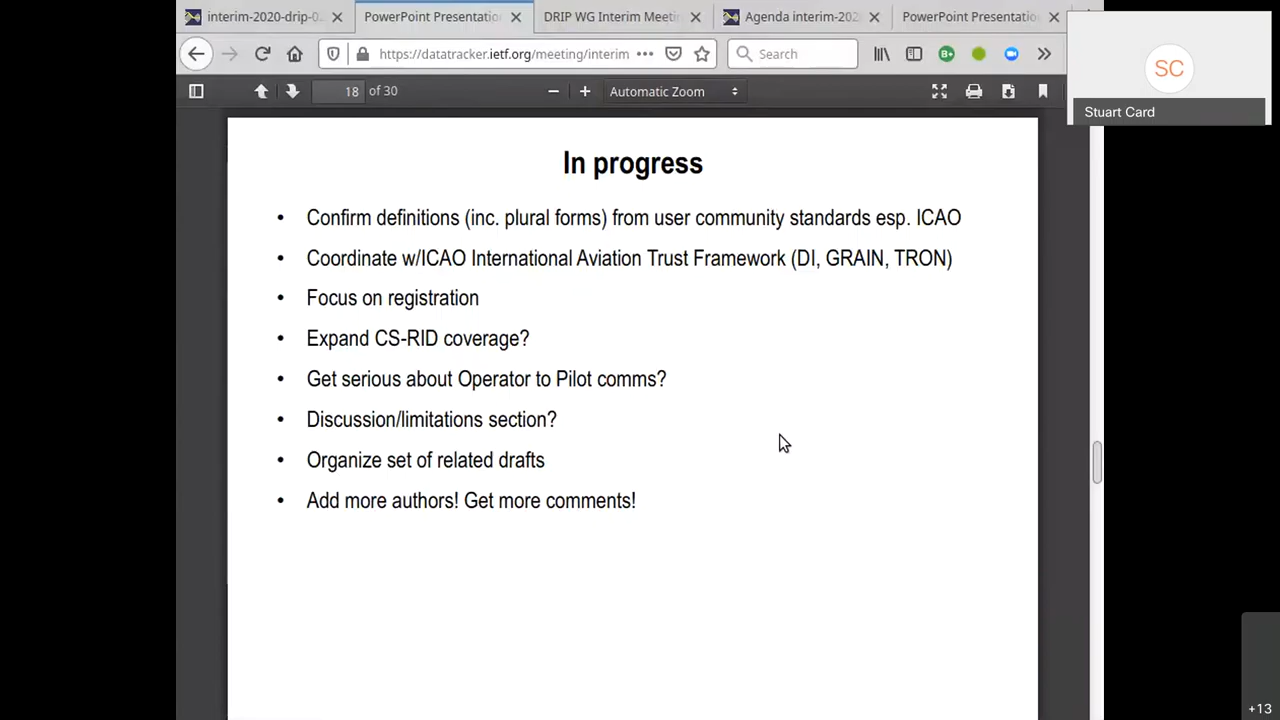 interim-2020-drip-0
PowerPoint Presentatio
DRIP WG Interim Meeti
Agenda interim-202
PowerPoint Presentatio
https://datatracker.ietf.org/meeting/interim
Search
18 of 30
Automatic Zoom
SC
Stuart Card
In progress
• Confirm definitions (inc. plural forms) from user community standards esp. ICAO
• Coordinate w/ICAO International Aviation Trust Framework (DI, GRAIN, TRON)
• Focus on registration
• Expand CS-RID coverage?
• Get serious about Operator to Pilot comms?
• Discussion/limitations section?
• Organize set of related drafts
• Add more authors! Get more comments!
+13